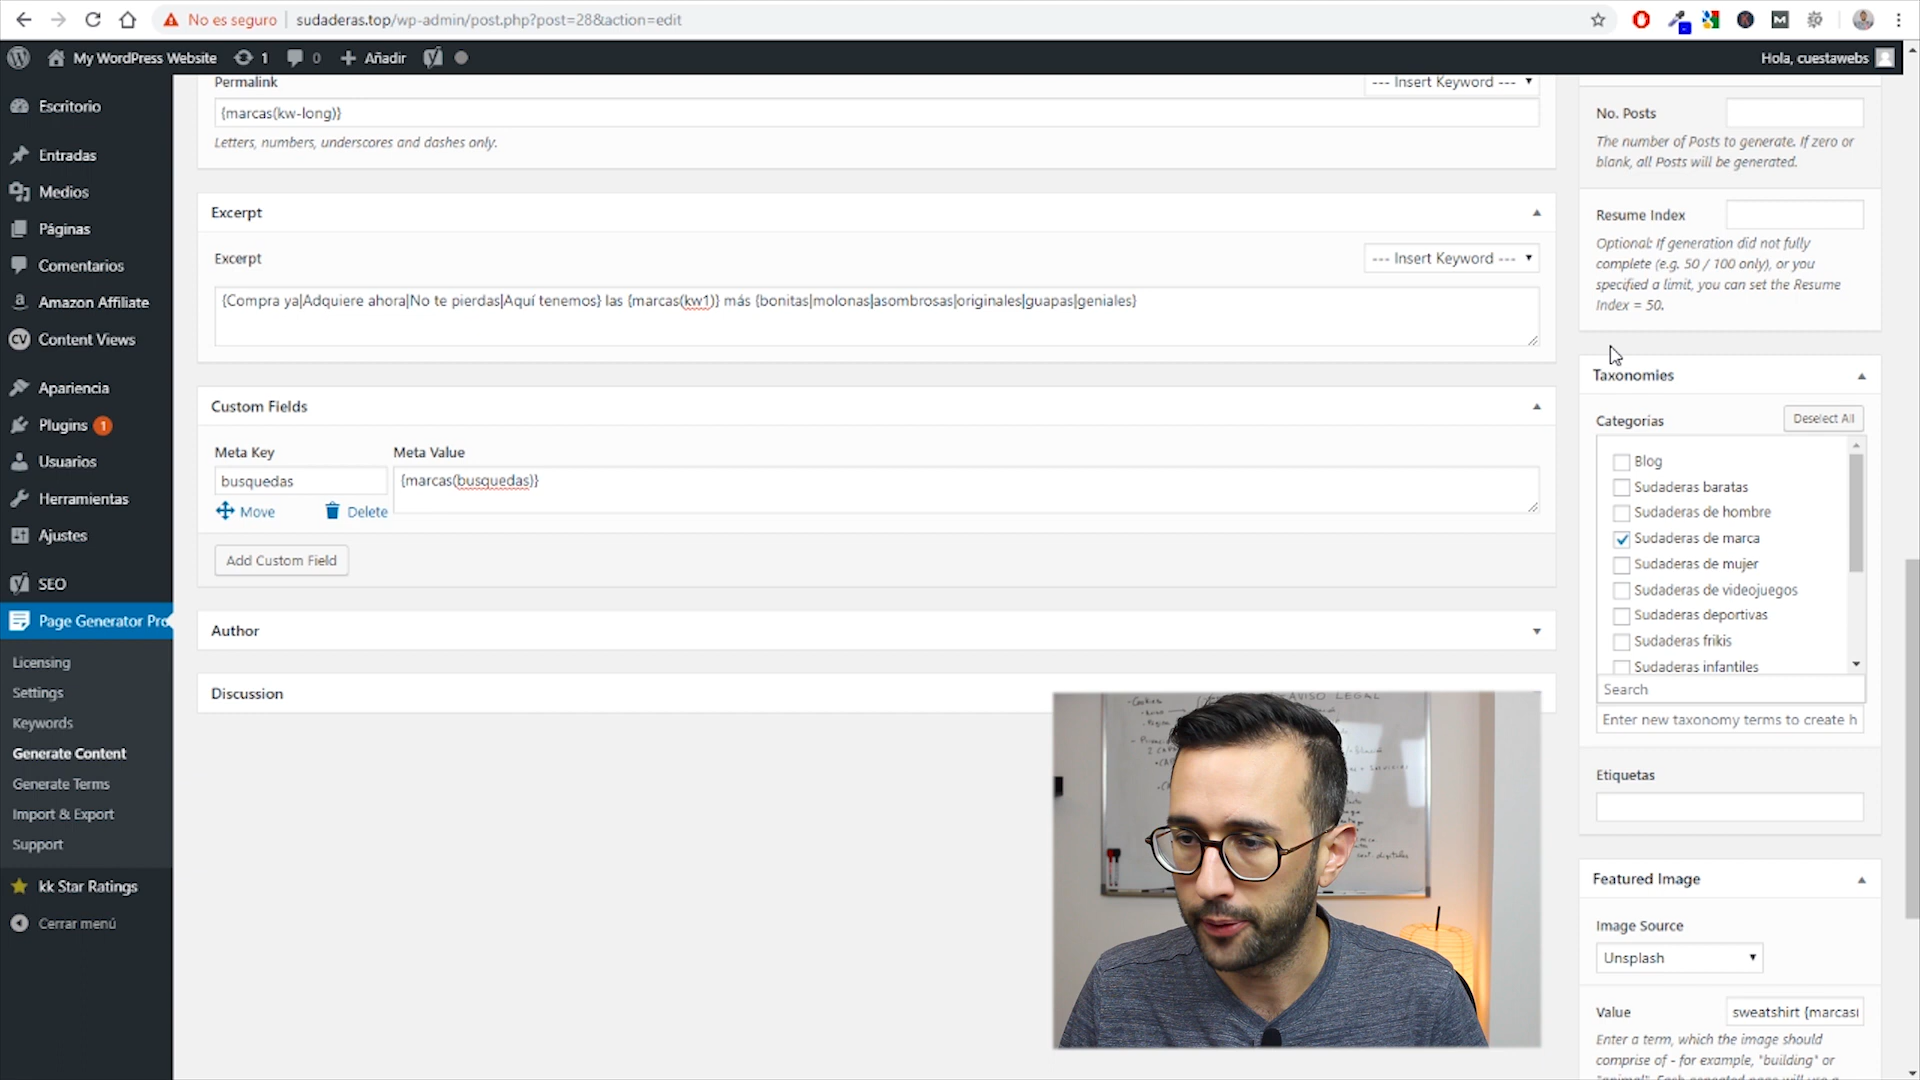 No es seguro
sudaderas.top/wp-admin/post.php?post=28&action=edit
My WordPress Website
1
0
Añadir
Hola, cuestawebs
Escritorio
Entradas
Medios
Páginas
Comentarios
Amazon Affiliate
Content Views
Apariencia
Plugins 1
Usuarios
Herramientas
Ajustes
SEO
Page Generator Pro
Licensing
Settings
Keywords
Generate Content
Generate Terms
Import & Export
Support
kk Star Ratings
Cerrar menú
Permalink
--- Insert Keyword ---
{marcas(kw-long)}
Letters, numbers, underscores and dashes only.
Excerpt
Excerpt
--- Insert Keyword ---
{Compra ya|Adquiere ahora|No te pierdas|Aquí tenemos} las {marcas(kw1)} más {bonitas|molonas|asombrosas|originales|guapas|geniales}
Custom Fields
Meta Key
Meta Value
busquedas
{marcas(busquedas)}
Move
Delete
Add Custom Field
Author
Discussion
AVISO LEGAL
No. Posts
The number of Posts to generate. If zero or
blank, all Posts will be generated.
Resume Index
Optional: If generation did not fully
complete (e.g. 50 / 100 only), or you
specified a limit, you can set the Resume
Index = 50.
Taxonomies
Categorías
Deselect All
Blog
Sudaderas baratas
Sudaderas de hombre
Sudaderas de marca
Sudaderas de mujer
Sudaderas de videojuegos
Sudaderas deportivas
Sudaderas frikis
Sudaderas infantiles
Search
Enter new taxonomy terms to create h
Etiquetas
Featured Image
Image Source
Unsplash
Value
sweatshirt {marcas(
Enter a term, which the image should
comprise of - for example, "building" or